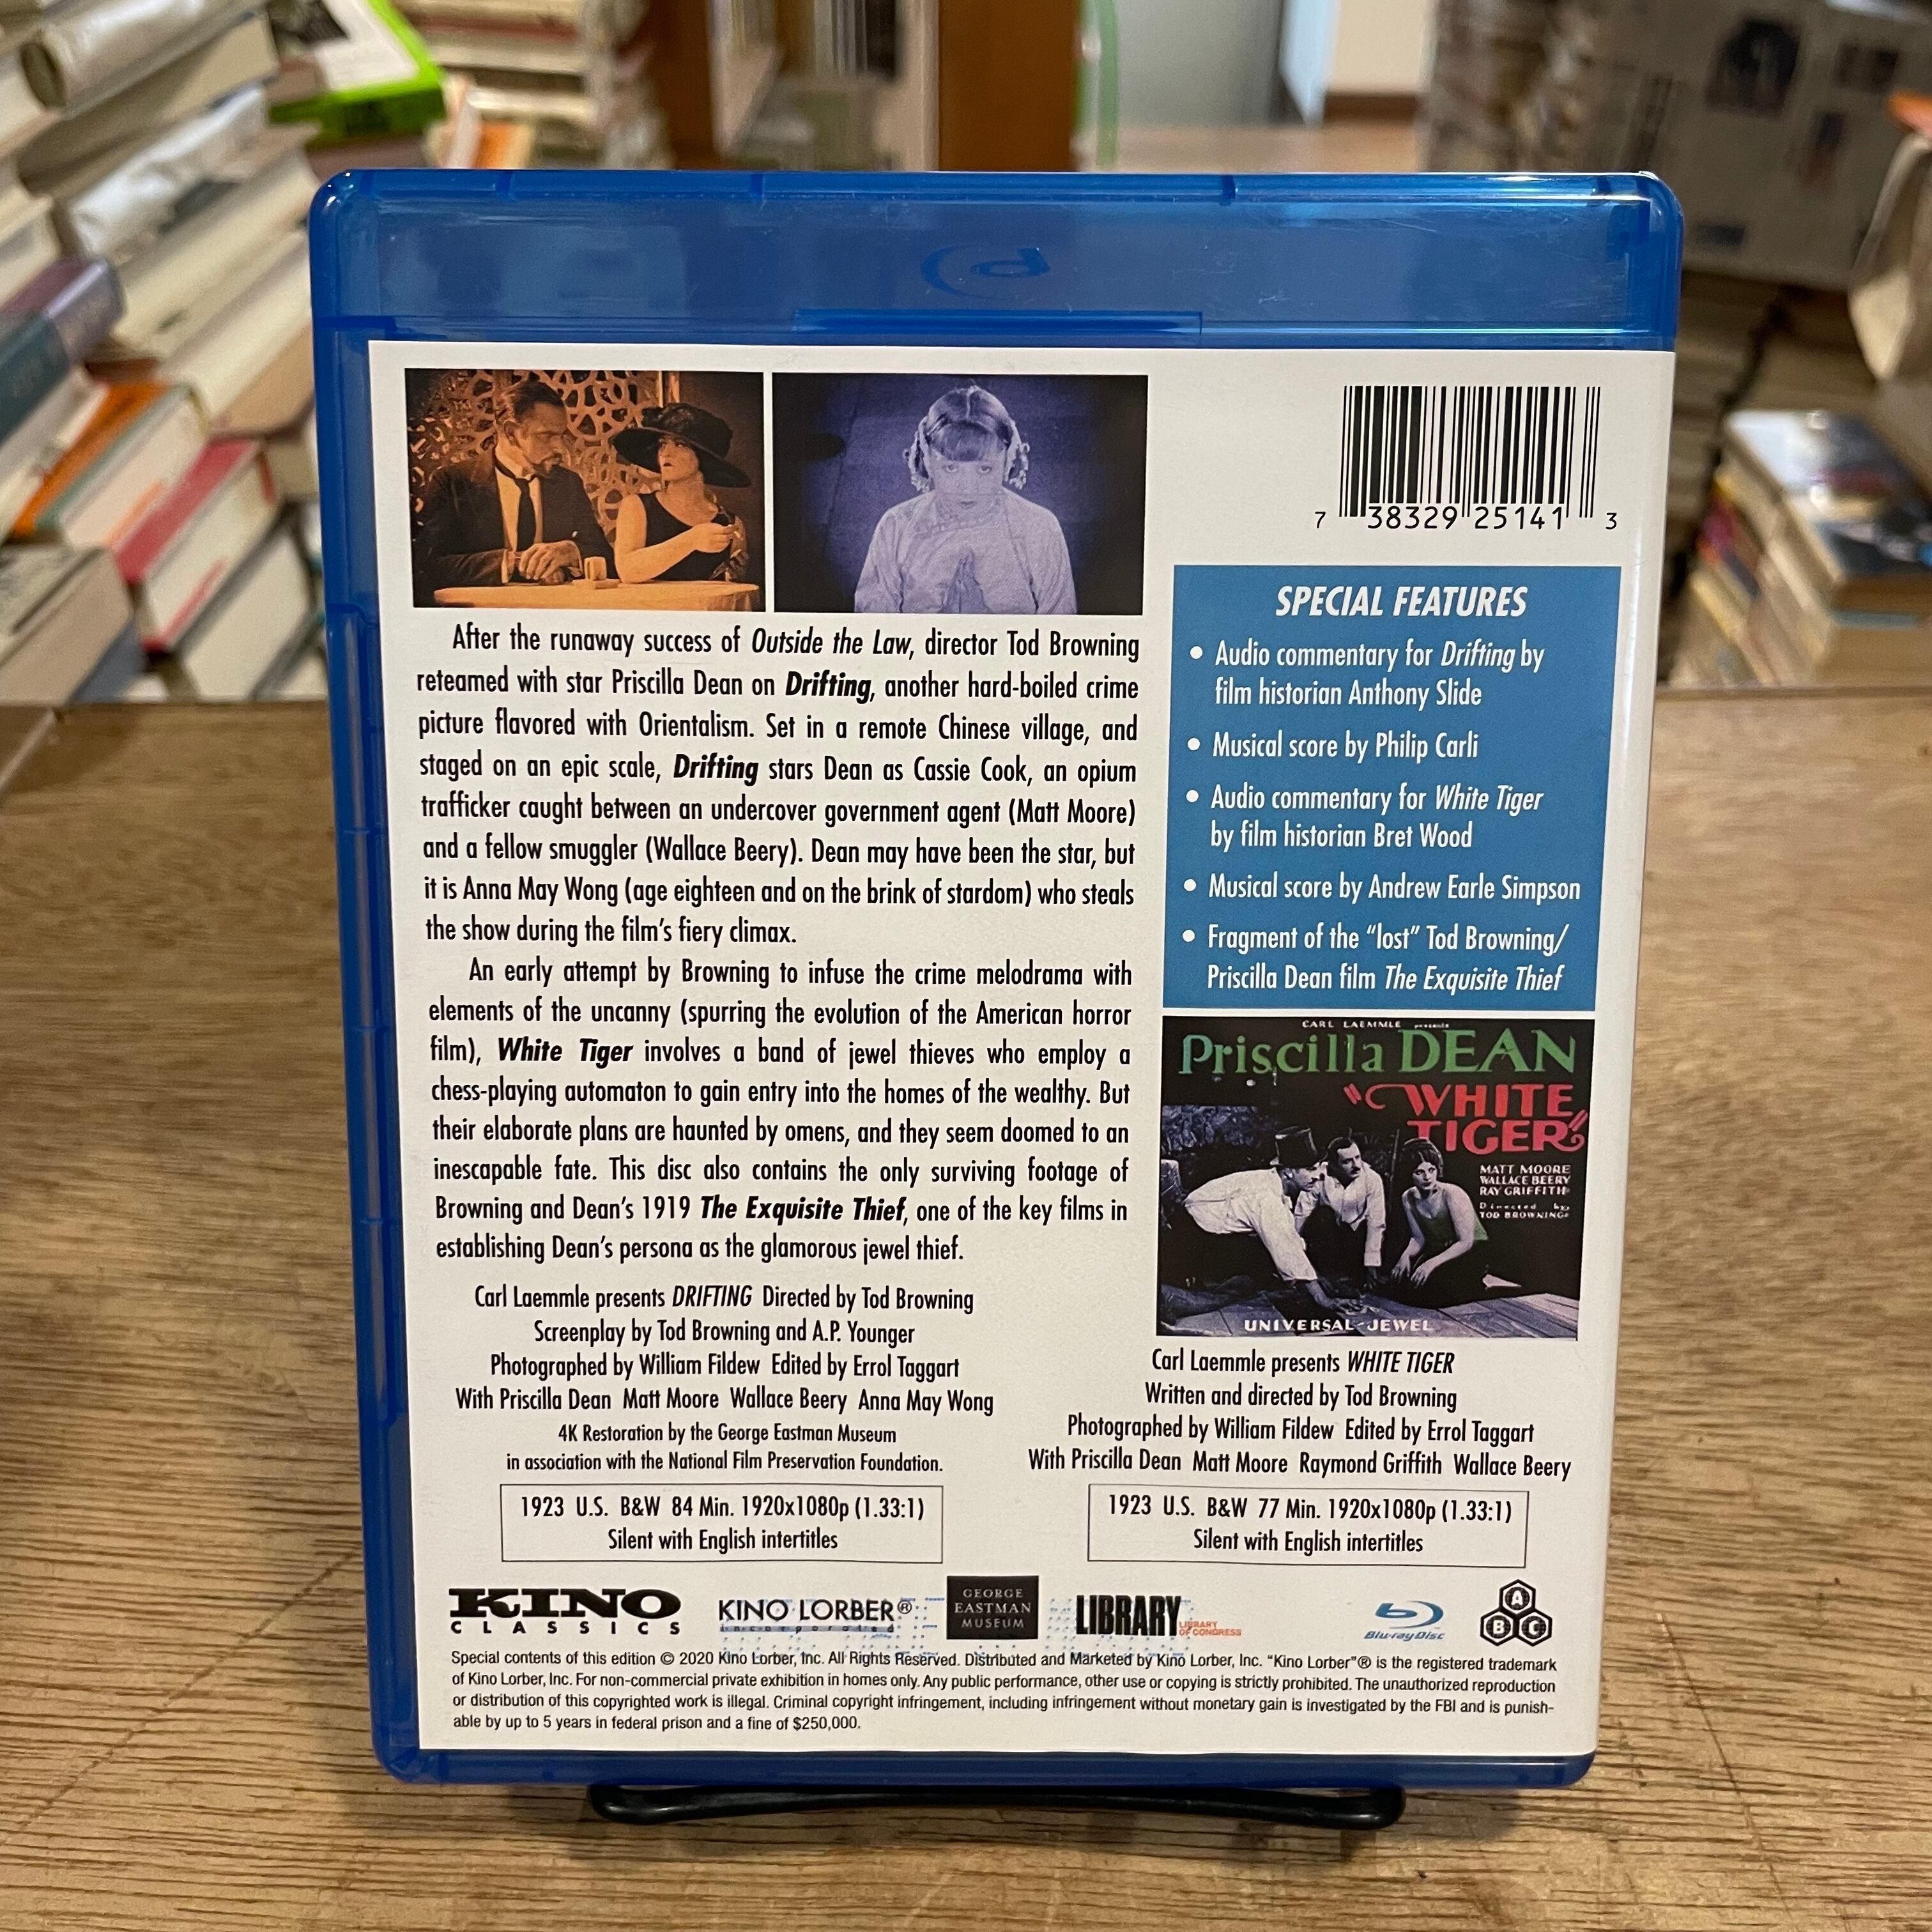 7 38329 25141 3
After the runaway success of Outside the Law, director Tod Browning
reteamed with star Priscilla Dean on Drifting, another hard-boiled crime
picture flavored with Orientalism. Set in a remote Chinese village, and
staged on an epic scale, Drifting stars Dean as Cassie Cook, an opium
trafficker caught between an undercover government agent (Matt Moore)
and a fellow smuggler (Wallace Beery). Dean may have been the star, but
it is Anna May Wong (age eighteen and on the brink of stardom) who steals
the show during the film's fiery climax.
An early attempt by Browning to infuse the crime melodrama with
elements of the uncanny (spurring the evolution of the American horror
film), White Tiger involves a band of jewel thieves who employ a
chess-playing automaton to gain entry into the homes of the wealthy. But
their elaborate plans are haunted by omens, and they seem doomed to an
inescapable fate. This disc also contains the only surviving footage of
Browning and Dean's 1919 The Exquisite Thief, one of the key films in
establishing Dean's persona as the glamorous jewel thief.
SPECIAL FEATURES
• Audio commentary for Drifting by
film historian Anthony Slide
• Musical score by Philip Carli
• Audio commentary for White Tiger
by film historian Bret Wood
• Musical score by Andrew Earle Simpson
• Fragment of the "lost" Tod Browning/
Priscilla Dean film The Exquisite Thief
CARL LAEMMLE presents
Priscilla DEAN
"WHITE
TIGER"
MATT MOORE
WALLACE BEERY
RAY GRIFFITH
Directed by
TOD BROWNING
UNIVERSAL-JEWEL
Carl Laemmle presents DRIFTING Directed by Tod Browning
Screenplay by Tod Browning and A.P. Younger
Photographed by William Fildew Edited by Errol Taggart
With Priscilla Dean Matt Moore Wallace Beery Anna May Wong
4K Restoration by the George Eastman Museum
in association with the National Film Preservation Foundation.
1923 U.S. B&W 84 Min. 1920x1080p (1.33:1)
Silent with English intertitles
Carl Laemmle presents WHITE TIGER
Written and directed by Tod Browning
Photographed by William Fildew Edited by Errol Taggart
With Priscilla Dean Matt Moore Raymond Griffith Wallace Beery
1923 U.S. B&W 77 Min. 1920x1080p (1.33:1)
Silent with English intertitles
KINO
CLASSICS
KINO LORBER®
incorporated
GEORGE
EASTMAN
MUSEUM
LIBRARY
LIBRARY
OF CONGRESS
Blu-ray Disc
A
B C
Special contents of this edition © 2020 Kino Lorber, Inc. All Rights Reserved. Distributed and Marketed by Kino Lorber, Inc. "Kino Lorber"® is the registered trademark
of Kino Lorber, Inc. For non-commercial private exhibition in homes only. Any public performance, other use or copying is strictly prohibited. The unauthorized reproduction
or distribution of this copyrighted work is illegal. Criminal copyright infringement, including infringement without monetary gain is investigated by the FBI and is punish-
able by up to 5 years in federal prison and a fine of $250,000.